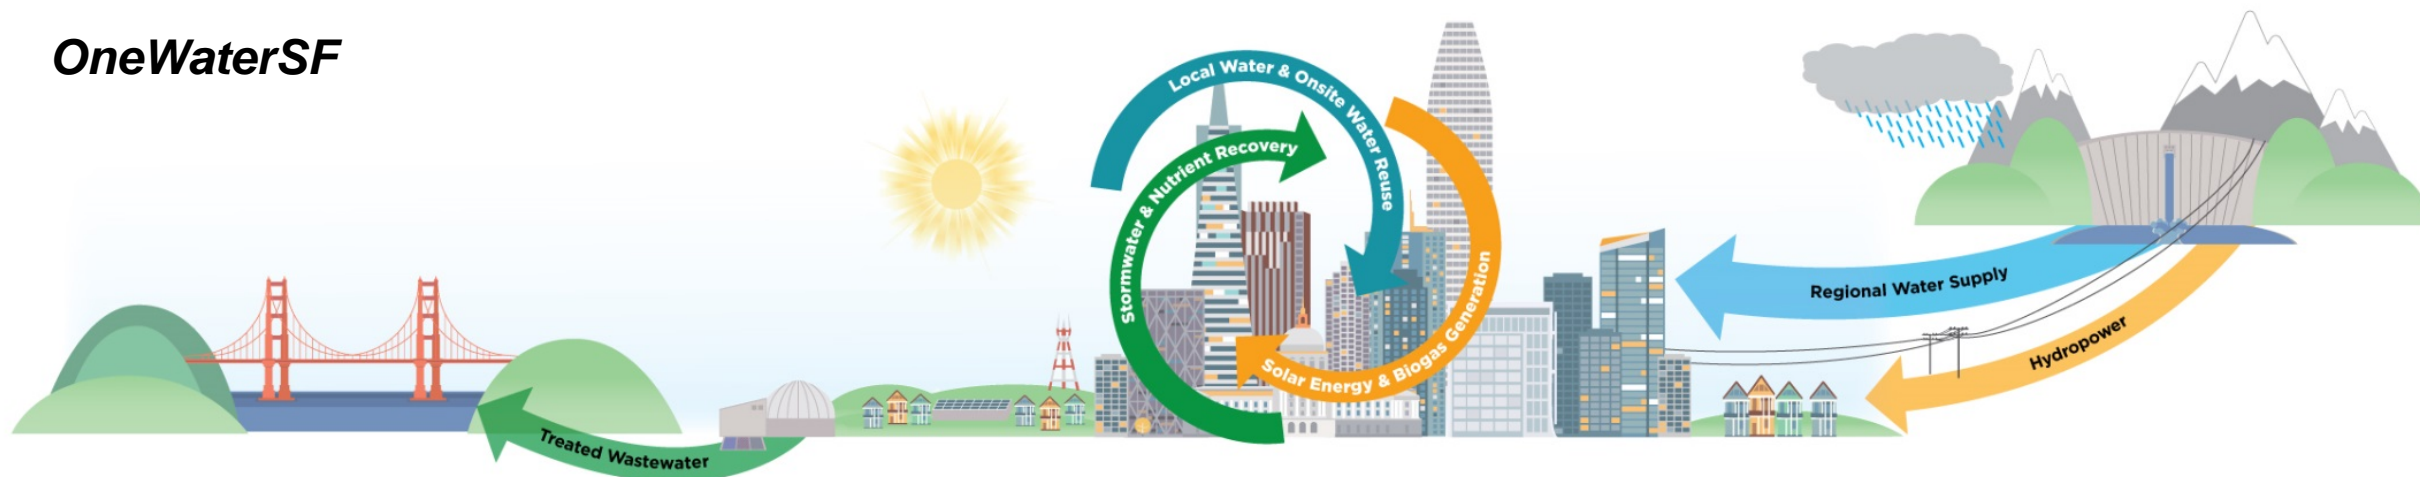 OneWaterSF
Local Water & Onsite Water Reuse
Stormwater & Nutrient Recovery
Solar Energy & Biogas Generation
Regional Water Supply
Hydropower
Treated Wastewater